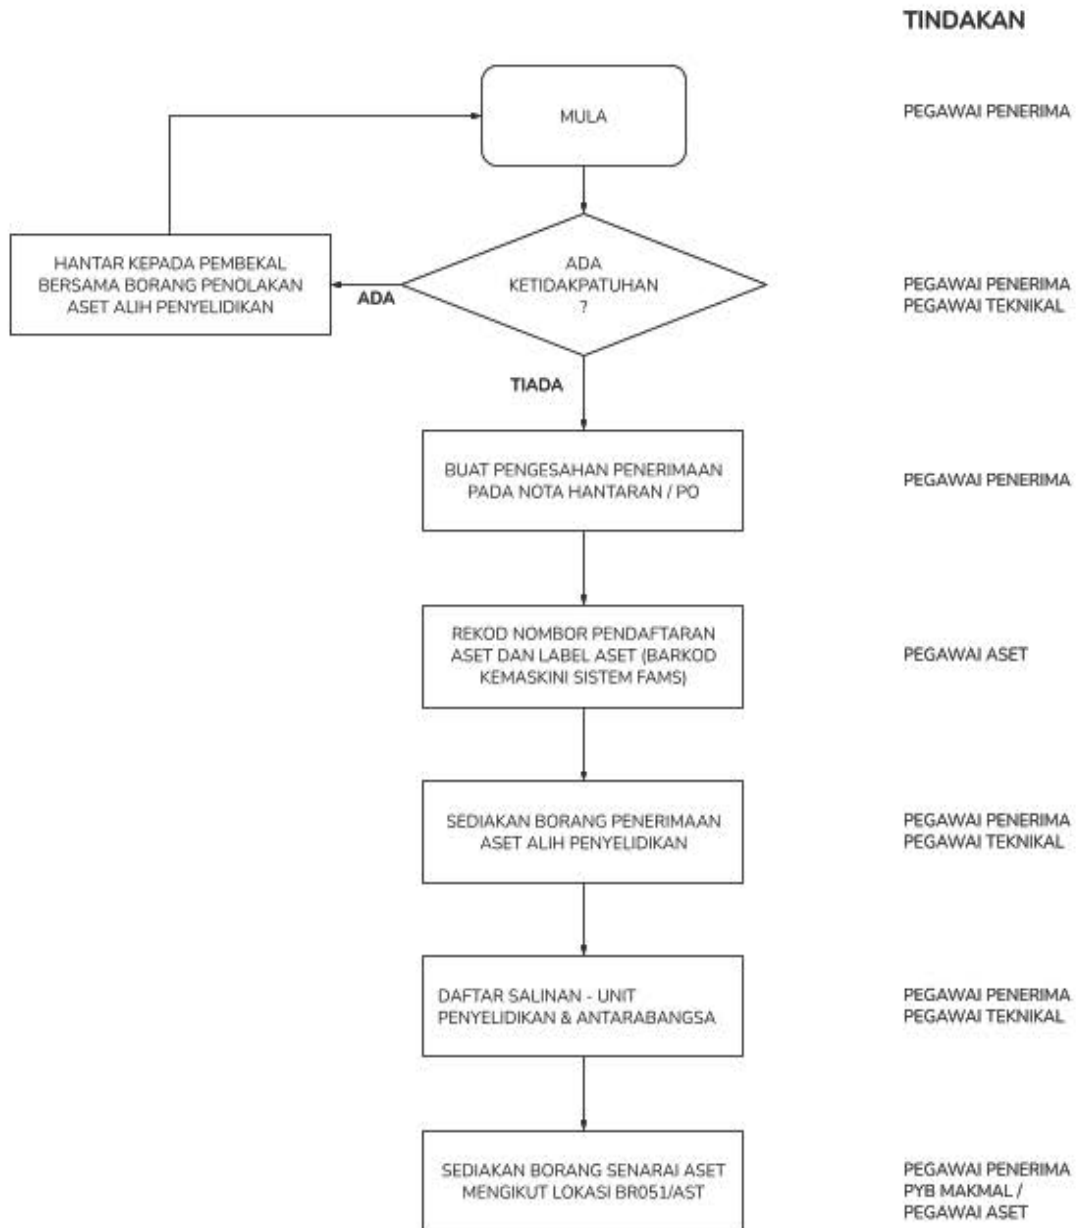 TINDAKAN
MULA
PEGAWAI PENERIMA
HANTAR KEPADA PEMBEKAL
BERSAMA BORANG PENOLAKAN
ASET ALIH PENYELIDIKAN
ADA
ADA
KETIDAKPATUHAN
?
PEGAWAI PENERIMA
PEGAWAI TEKNIKAL
TIADA
BUAT PENGESAHAN PENERIMAAN
PADA NOTA HANTARAN / PO
PEGAWAI PENERIMA
REKOD NOMBOR PENDAFTARAN
ASET DAN LABEL ASET (BARKOD
KEMASKINI SISTEM FAMS)
PEGAWAI ASET
SEDIAKAN BORANG PENERIMAAN
ASET ALIH PENYELIDIKAN
PEGAWAI PENERIMA
PEGAWAI TEKNIKAL
DAFTAR SALINAN - UNIT
PENYELIDIKAN & ANTARABANGSA
PEGAWAI PENERIMA
PEGAWAI TEKNIKAL
SEDIAKAN BORANG SENARAI ASET
MENGIKUT LOKASI BR051/AST
PEGAWAI PENERIMA
PYB MAKMAL /
PEGAWAI ASET